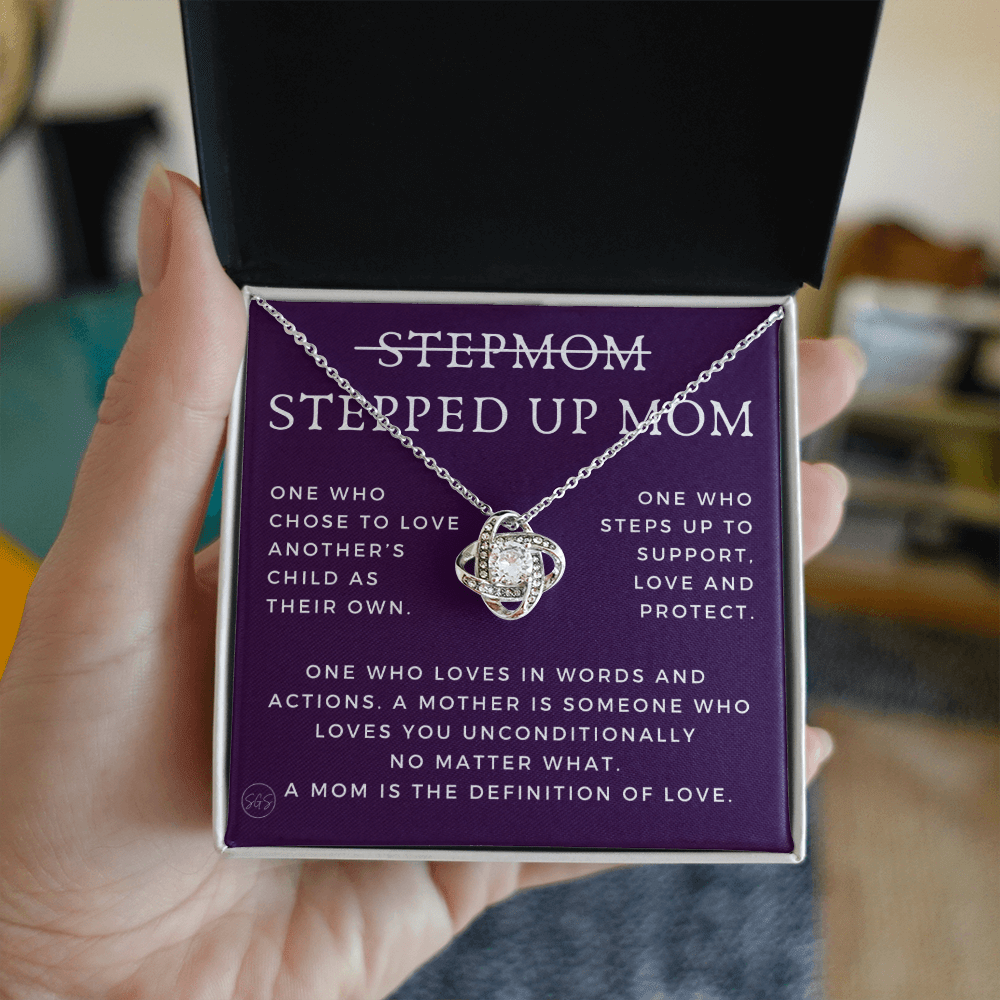 STEPMOM
STEPPED UP MOM
ONE WHO
CHOSE TO LOVE
ANOTHER'S
CHILD AS
THEIR OWN.
ONE WHO
STEPS UP TO
SUPPORT,
LOVE AND
PROTECT.
ONE WHO LOVES IN WORDS AND
ACTIONS. A MOTHER IS SOMEONE WHO
LOVES YOU UNCONDITIONALLY
NO MATTER WHAT.
A MOM IS THE DEFINITION OF LOVE.
SGS